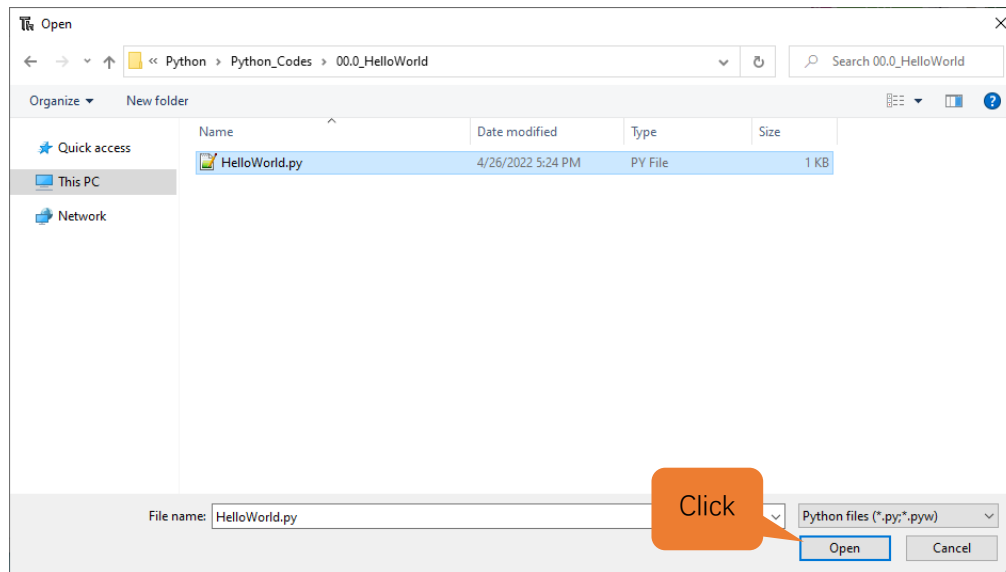 Open
« Python › Python_Codes › 00.0_HelloWorld
Search 00.0_HelloWorld
Organize
New folder
Name
Date modified
Type
Size
Quick access
HelloWorld.py
4/26/2022 5:24 PM
PY File
1 KB
This PC
Network
Click
File name:
HelloWorld.py
Python files (*.py;*.pyw)
Open
Cancel